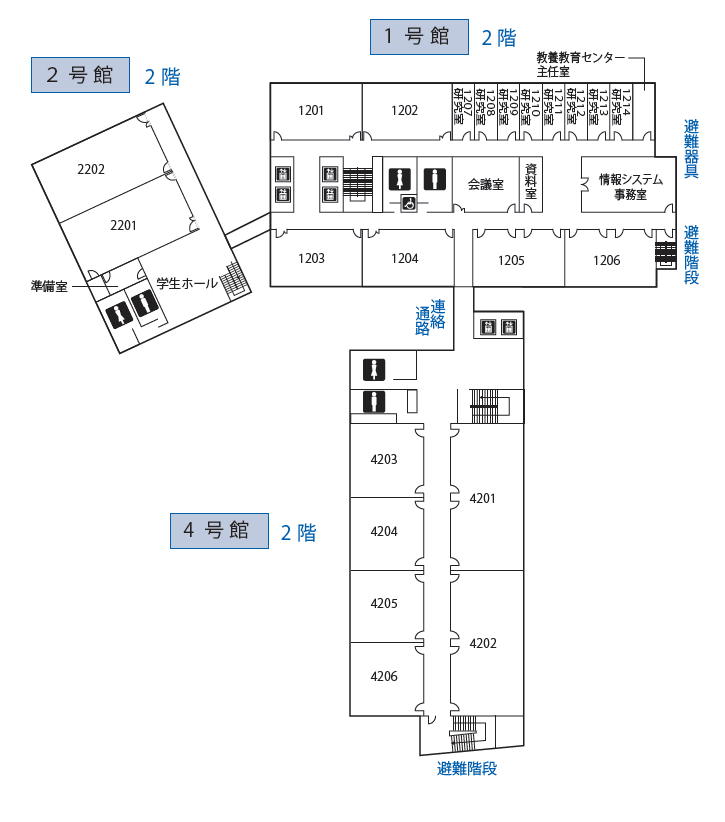 1 号 館
2 階
教養教育センター
主任室
2 号 館
2 階
1201
1202
1207
研究室
1208
研究室
1209
研究室
1210
研究室
1211
研究室
1212
研究室
1213
研究室
1214
研究室
避難器具
2202
2201
会議室
資料室
情報システム
事務室
準備室
学生ホール
1203
1204
1205
1206
避難階段
連絡
通路
4203
4201
4204
4 号 館
2 階
4205
4202
4206
避難階段